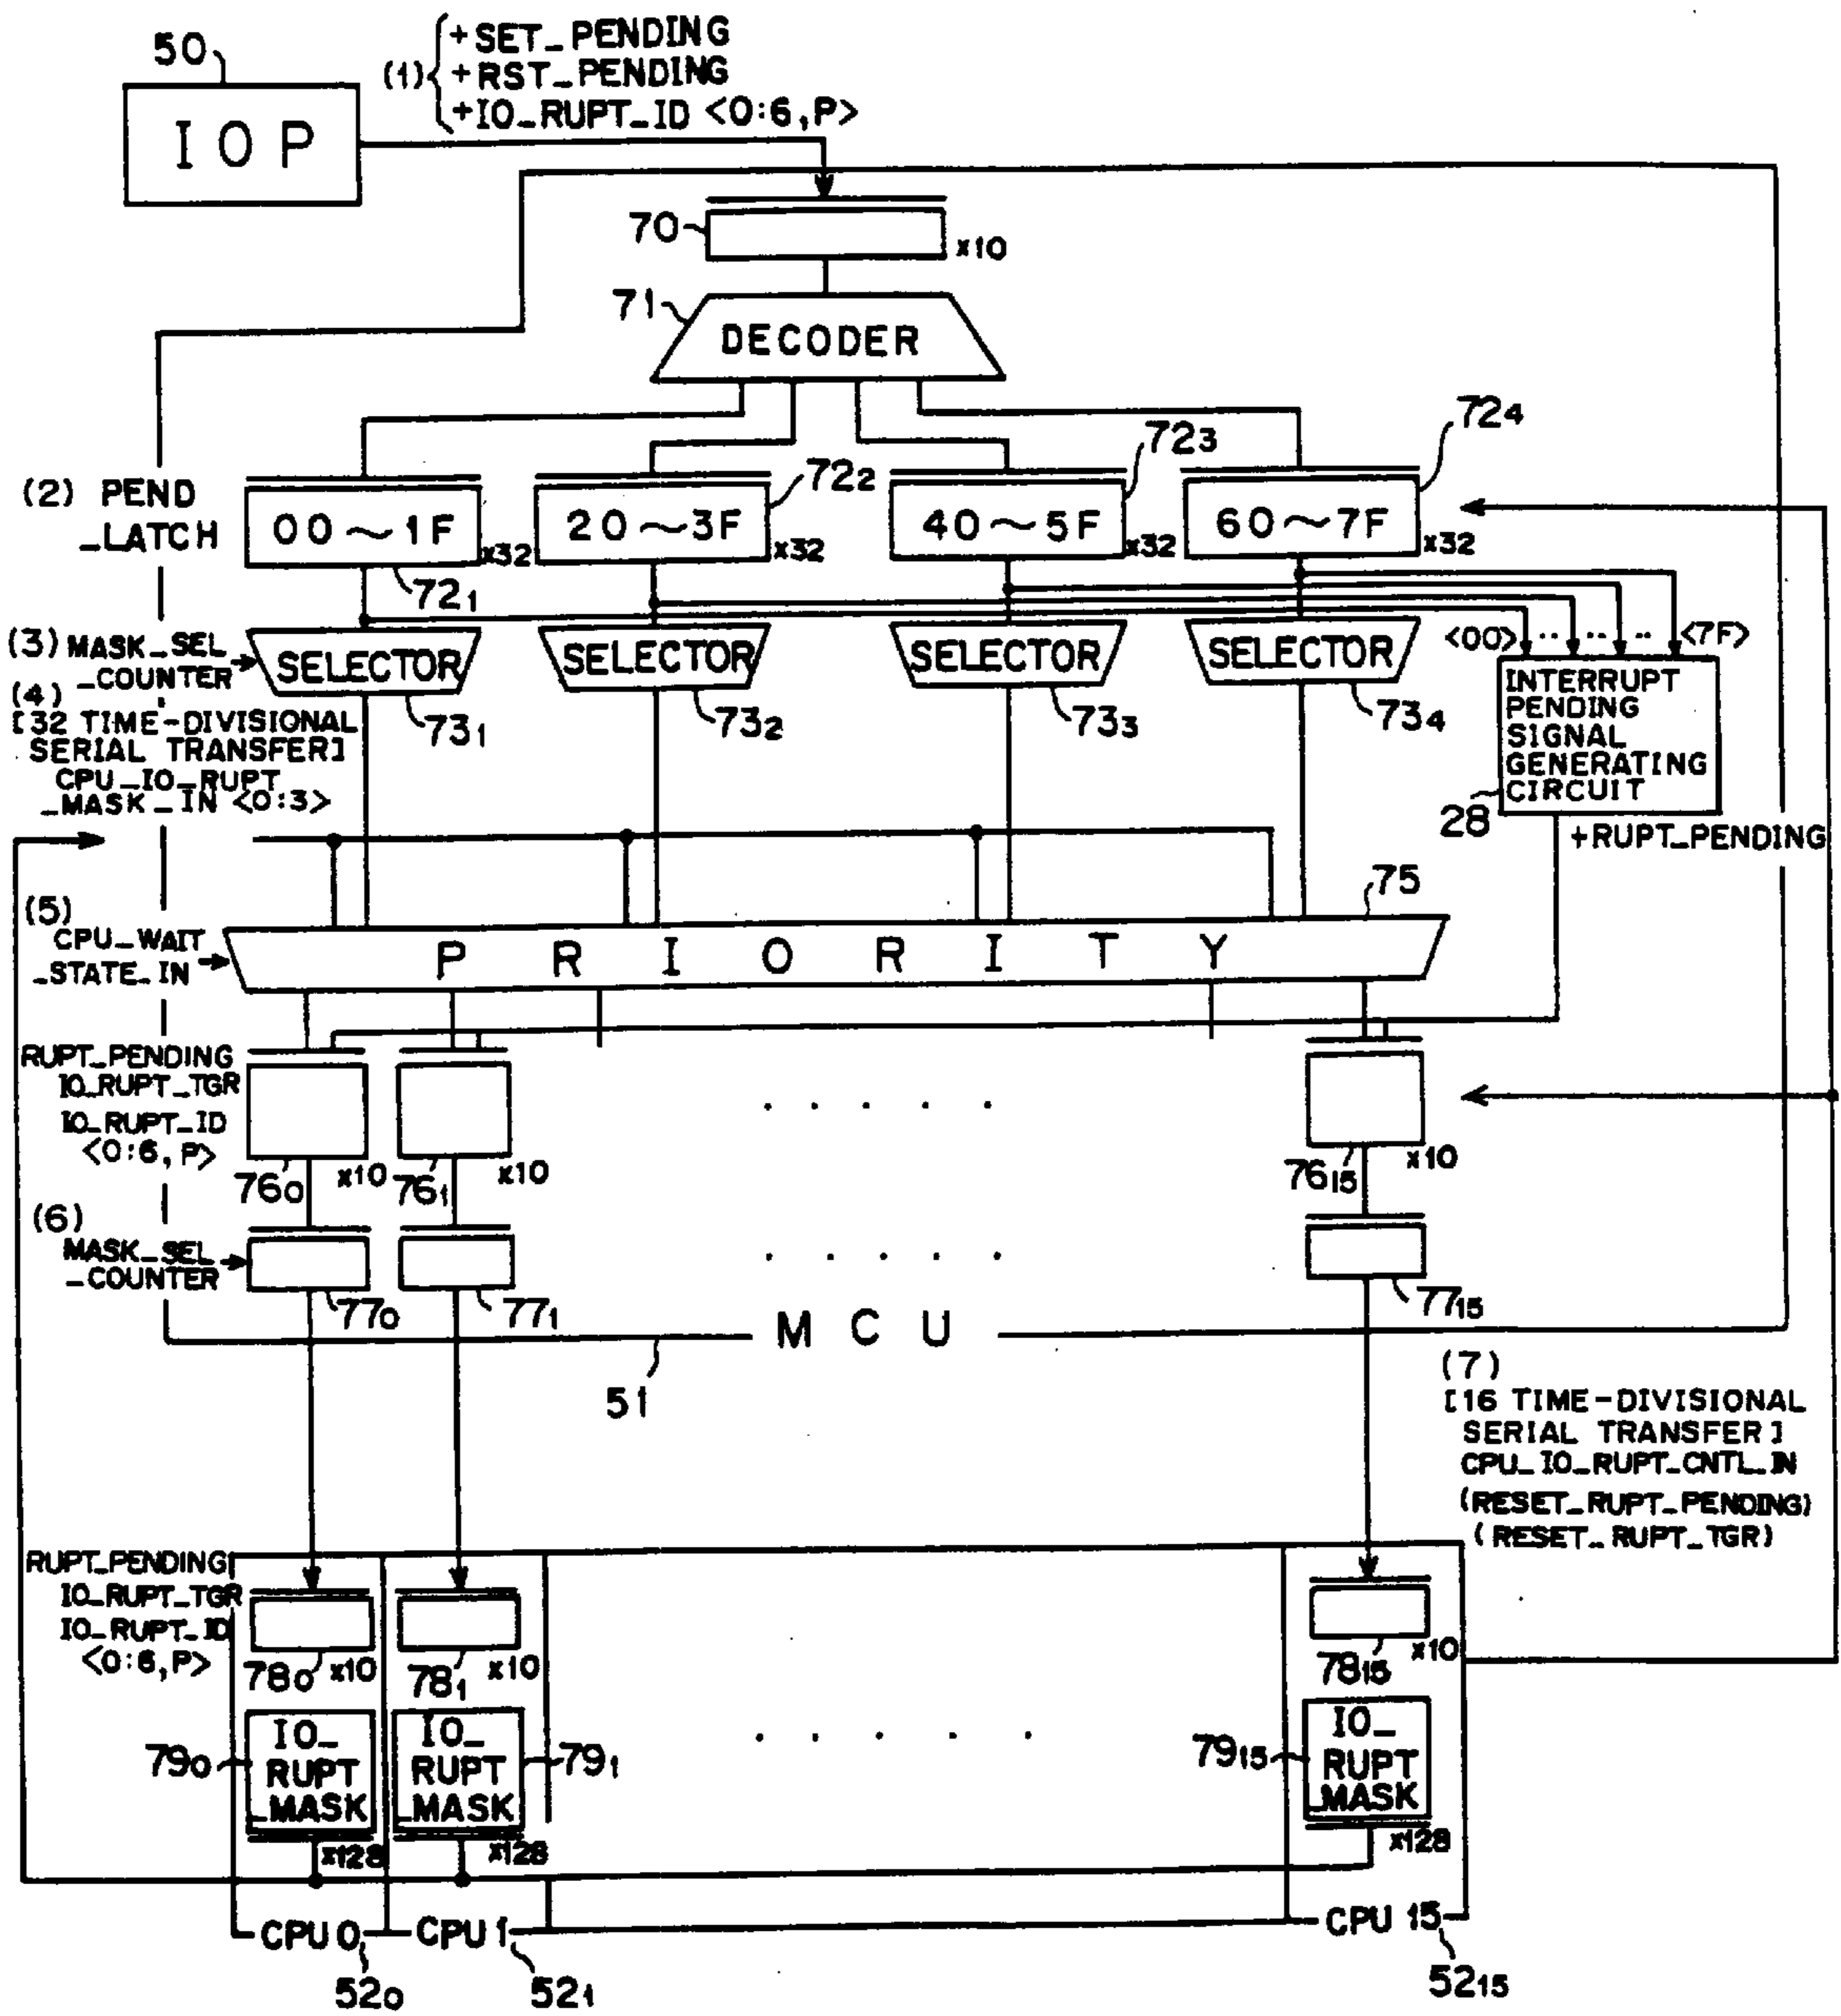 50
IOP
(1) +SET_PENDING
+RST_PENDING
+IO_RUPT_ID <0:6,P>
70
x10
71
DECODER
(2) PEND
_LATCH
00~1F
x32
72₁
20~3F
x32
72₂
40~5F
x32
72₃
60~7F
x32
72₄
(3) MASK_SEL
_COUNTER
SELECTOR
73₁
SELECTOR
73₂
SELECTOR
73₃
SELECTOR
73₄
<00> ‥ ‥ ‥ <7F>
INTERRUPT
PENDING
SIGNAL
GENERATING
CIRCUIT
28
+RUPT_PENDING
(4)
[32 TIME-DIVISIONAL
SERIAL TRANSFER]
CPU_IO_RUPT
_MASK_IN <0:3>
(5)
CPU_WAIT
_STATE_IN
PRIORITY
75
RUPT_PENDING
IO_RUPT_TGR
IO_RUPT_ID
<0:6,P>
76₀
x10
76₁
x10
76₁₅
x10
(6)
MASK_SEL
_COUNTER
77₀
77₁
77₁₅
MCU
51
(7)
[16 TIME-DIVISIONAL
SERIAL TRANSFER]
CPU_IO_RUPT_CNTL_IN
(RESET_RUPT_PENDING)
(RESET_RUPT_TGR)
RUPT_PENDING
IO_RUPT_TGR
IO_RUPT_ID
<0:6,P>
78₀
x10
78₁
x10
78₁₅
x10
79₀
IO_
RUPT
_MASK
x128
IO_
RUPT
_MASK
x128
79₁
79₁₅
IO_
RUPT
_MASK
x128
CPU 0
52₀
CPU 1
52₁
CPU 15
52₁₅